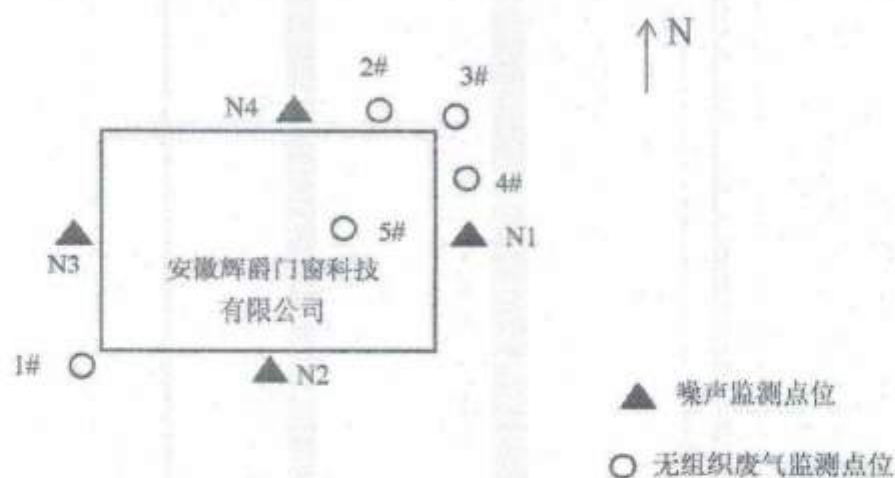 N
2#
3#
N4
4#
5#
N1
N3
安徽辉爵门窗科技
有限公司
1#
N2
噪声监测点位
无组织废气监测点位